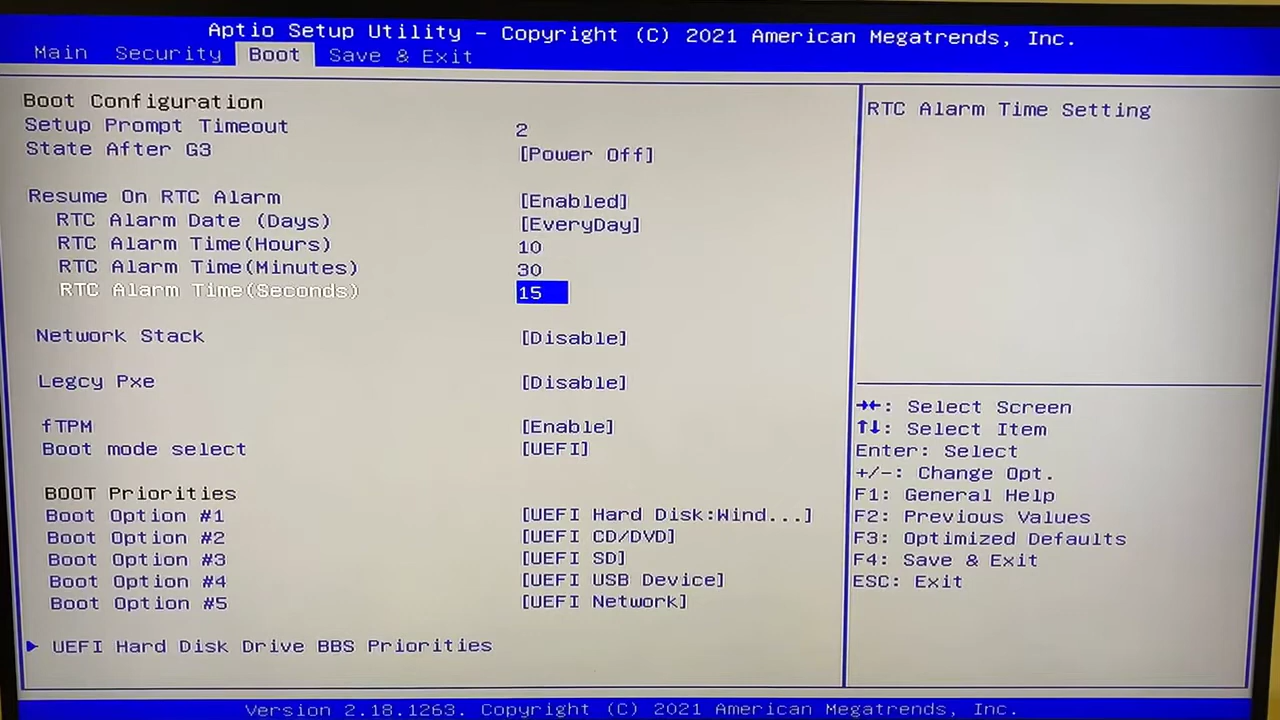 Aptio Setup Utility – Copyright (C) 2021 American Megatrends, Inc.
Main Security Boot Save & Exit
Boot Configuration
Setup Prompt Timeout 2
State After G3 [Power Off]
Resume On RTC Alarm [Enabled]
RTC Alarm Date (Days) [EveryDay]
RTC Alarm Time(Hours) 10
RTC Alarm Time(Minutes) 30
RTC Alarm Time(Seconds) 15
Network Stack [Disable]
Legcy Pxe [Disable]
fTPM [Enable]
Boot mode select [UEFI]
BOOT Priorities
Boot Option #1 [UEFI Hard Disk:Wind...]
Boot Option #2 [UEFI CD/DVD]
Boot Option #3 [UEFI SD]
Boot Option #4 [UEFI USB Device]
Boot Option #5 [UEFI Network]
UEFI Hard Disk Drive BBS Priorities
RTC Alarm Time Setting
→←: Select Screen
↑↓: Select Item
Enter: Select
+/-: Change Opt.
F1: General Help
F2: Previous Values
F3: Optimized Defaults
F4: Save & Exit
ESC: Exit
Version 2.18.1263. Copyright (C) 2021 American Megatrends, Inc.